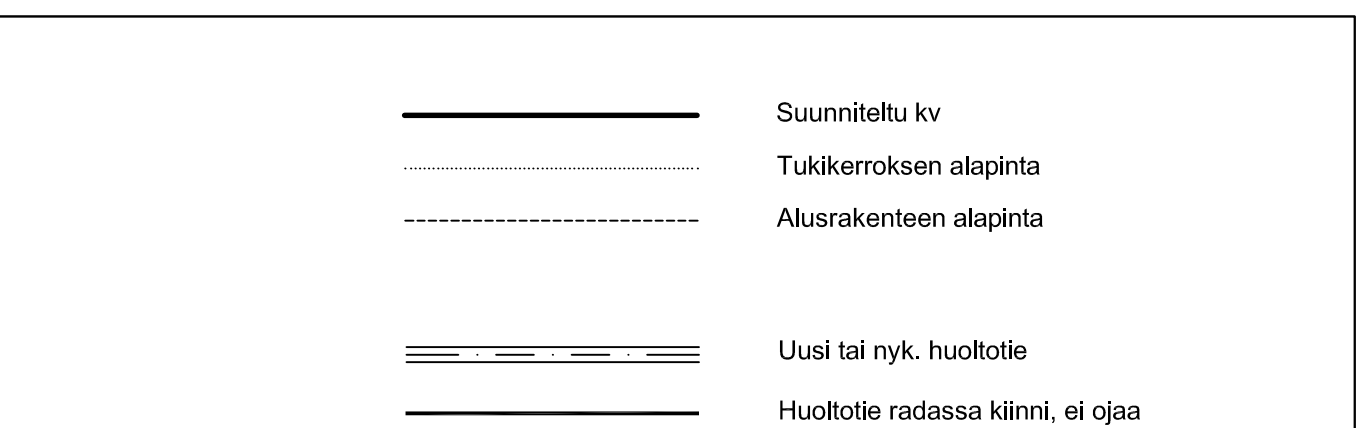 Suunniteltu kv
Tukikerroksen alapinta
Alusrakenteen alapinta
Uusi tai nyk. huoltotie
Huoltotie radassa kiinni, ei ojaa